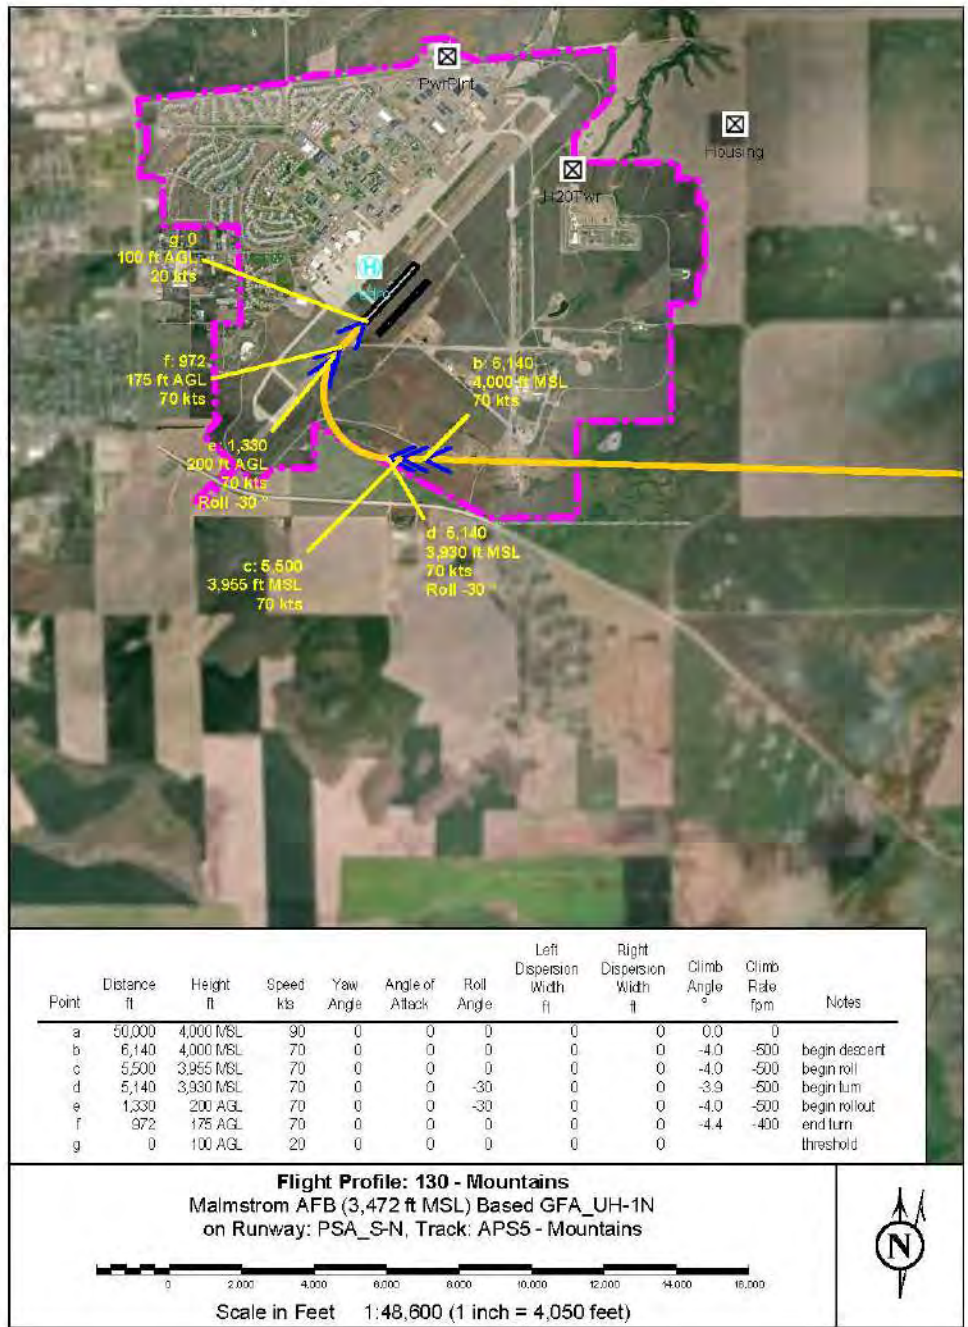 PwrPlnt
Housing
H20Twr
H
g: 0
100 ft AGL
20 kts
f: 972
175 ft AGL
70 kts
b: 6,140
4,000 ft MSL
70 kts
e: 1,330
200 ft AGL
70 kts
Roll -30 °
d: 5,140
3,930 ft MSL
70 kts
Roll -30 °
c: 5,500
3,955 ft MSL
70 kts
Point Distance ft Height ft Speed kts Yaw Angle Angle of Attack Roll Angle Left Dispersion Width ft Right Dispersion Width ft Climb Angle ° Climb Rate fpm Notes
a 50,000 4,000 MSL 90 0 0 0 0 0 0.0 0
b 6,140 4,000 MSL 70 0 0 0 0 0 -4.0 -500 begin descent
c 5,500 3,955 MSL 70 0 0 0 0 0 -4.0 -500 begin roll
d 5,140 3,930 MSL 70 0 0 -30 0 0 -3.9 -500 begin turn
e 1,330 200 AGL 70 0 0 -30 0 0 -4.0 -500 begin rollout
f 972 175 AGL 70 0 0 0 0 0 -4.4 -400 end turn
g 0 100 AGL 20 0 0 0 0 0 threshold
Flight Profile: 130 - Mountains
Malmstrom AFB (3,472 ft MSL) Based GFA_UH-1N
on Runway: PSA_S-N, Track: APS5 - Mountains
0 2,000 4,000 6,000 8,000 10,000 12,000 14,000 16,000
Scale in Feet 1:48,600 (1 inch = 4,050 feet)
N